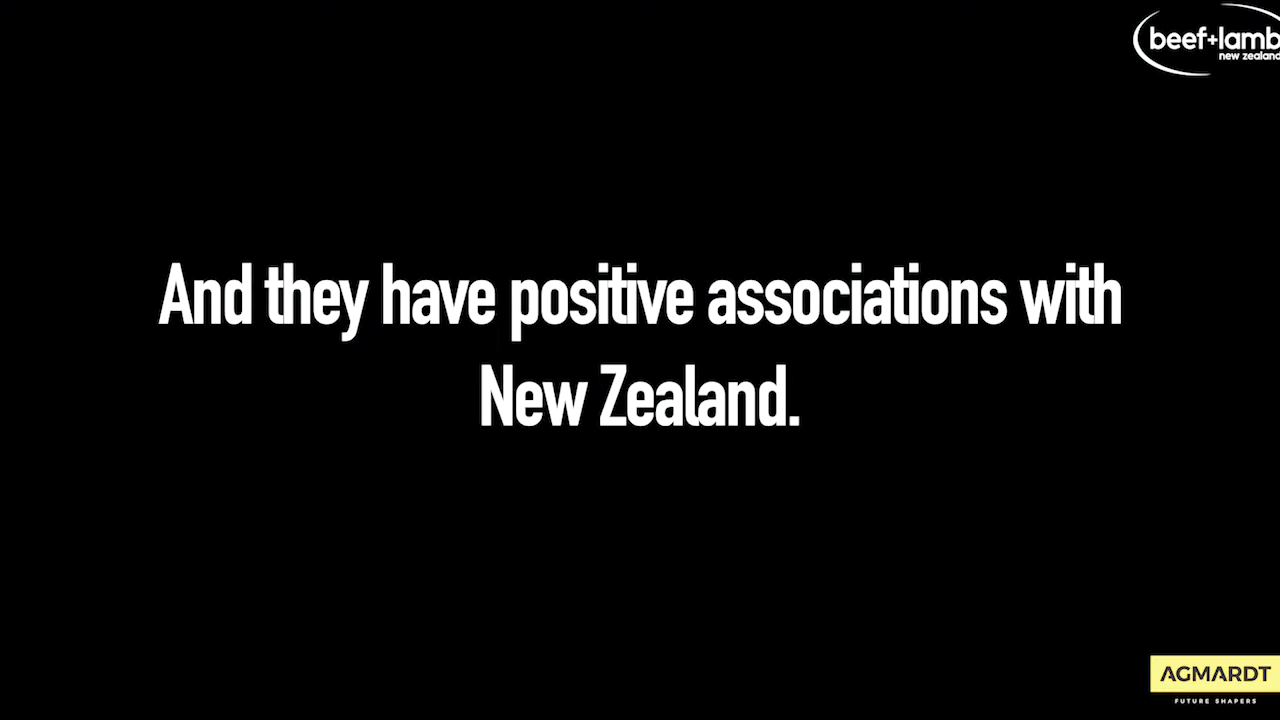 beef+lamb
new zealand
And they have positive associations with
New Zealand.
AGMARDT
FUTURE SHAPERS